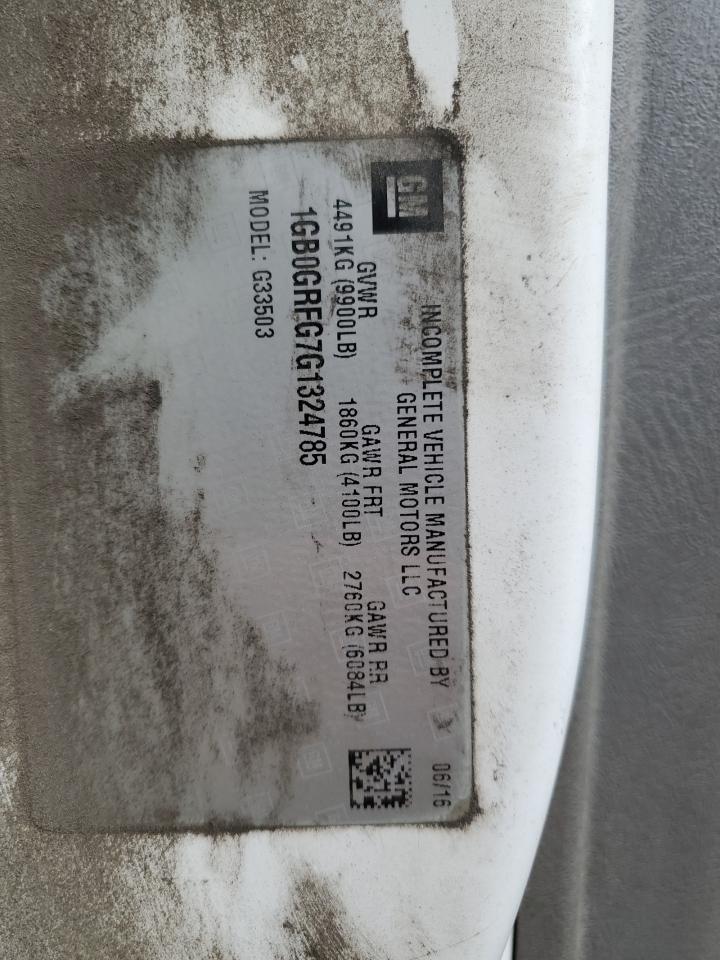 GM
INCOMPLETE VEHICLE MANUFACTURED BY 06/16
GENERAL MOTORS LLC
GVWR GAWR FRT GAWR RR
4491KG (9900LB) 1860KG (4100LB) 2760KG (6084LB)
1GB0GRFG7G1324785
MODEL: G33503